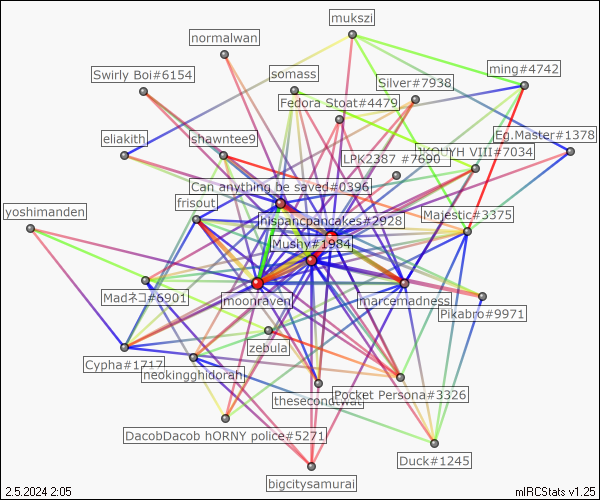 mukszi
normalwan
Swirly Boi#6154
somass
ming#4742
Silver#7938
Fedora Stoat#4479
Eg.Master#1378
eliakith
shawntee9
LPK2387 #7690
KOUYH VIII#7034
Can anything be saved#0396
yoshimanden
frisout
hispancpancakes#2928
Majestic#3375
Mushy#1984
Madネコ#6901
moonraven
marcemadness
Pikabro#9971
zebula
Cypha#1717
neokingghidorah
thesecondtwat
Pocket Persona#3326
DacobDacob hORNY police#5271
Duck#1245
bigcitysamurai
2.5.2024 2:05
mIRCStats v1.25